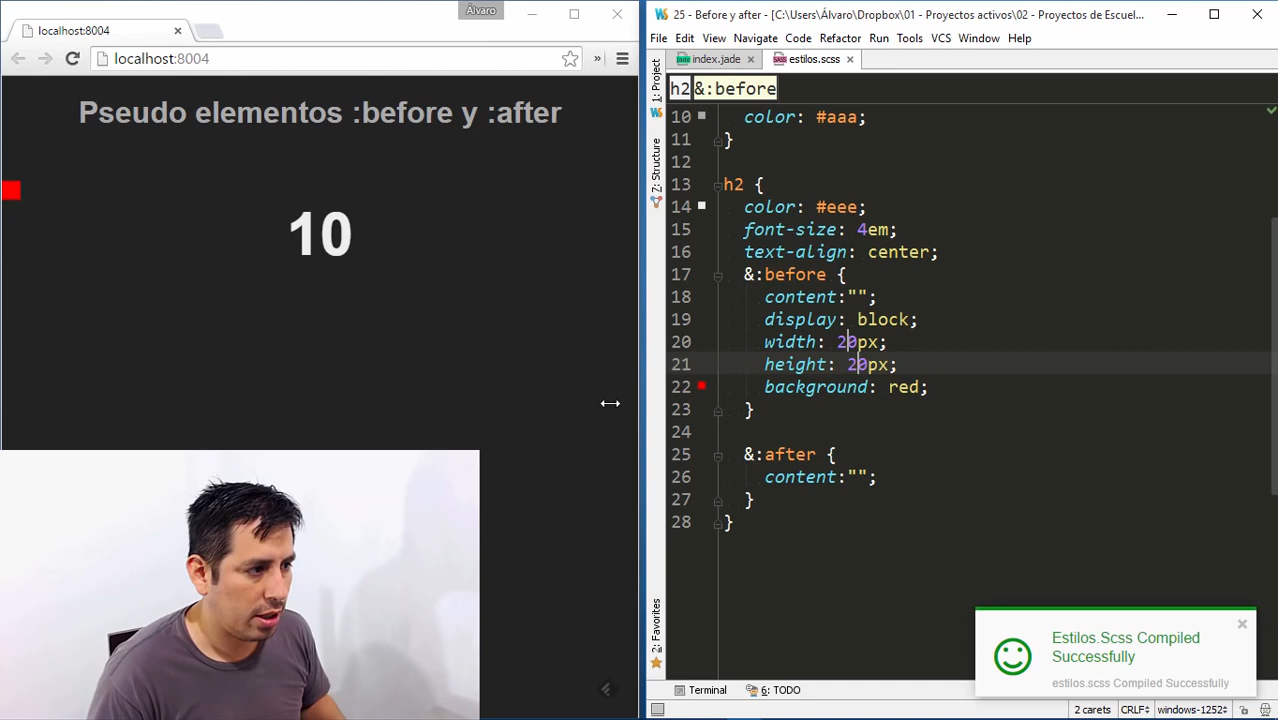 Álvaro
localhost:8004
localhost:8004
Pseudo elementos :before y :after
10
25 - Before y after - [C:\Users\Álvaro\Dropbox\01 - Proyectos activos\02 - Proyectos de Escuel...
File Edit View Navigate Code Refactor Run Tools VCS Window Help
index.jade
estilos.scss
h2 &:before
1: Project
Z: Structure
2: Favorites
10 color: #aaa;
11 }
12
13 h2 {
14 color: #eee;
15 font-size: 4em;
16 text-align: center;
17 &:before {
18 content:"";
19 display: block;
20 width: 20px;
21 height: 20px;
22 background: red;
23 }
24
25 &:after {
26 content:"";
27 }
28 }
Estilos.Scss Compiled
Successfully
estilos.scss Compiled Successfully
Terminal 6: TODO
2 carets CRLF windows-1252